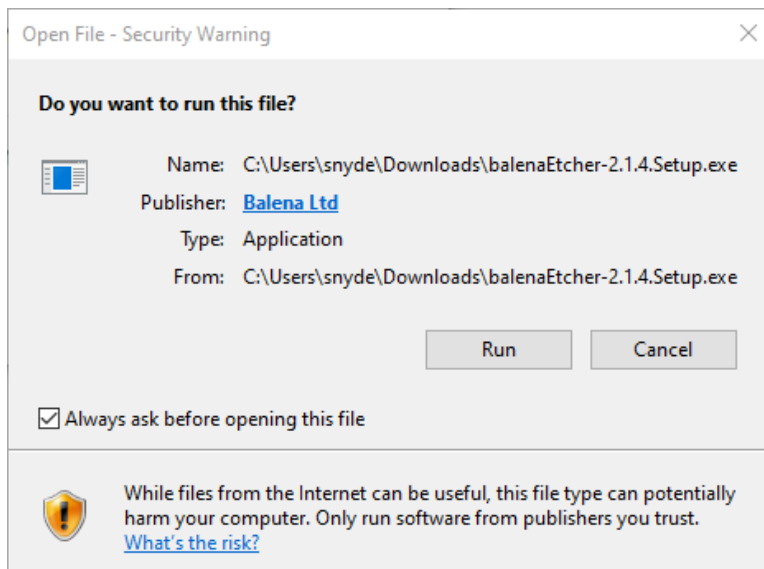 Open File - Security Warning
Do you want to run this file?
Name: C:\Users\snyde\Downloads\balenaEtcher-2.1.4.Setup.exe
Publisher: Balena Ltd
Type: Application
From: C:\Users\snyde\Downloads\balenaEtcher-2.1.4.Setup.exe
Run Cancel
Always ask before opening this file
While files from the Internet can be useful, this file type can potentially
harm your computer. Only run software from publishers you trust.
What's the risk?